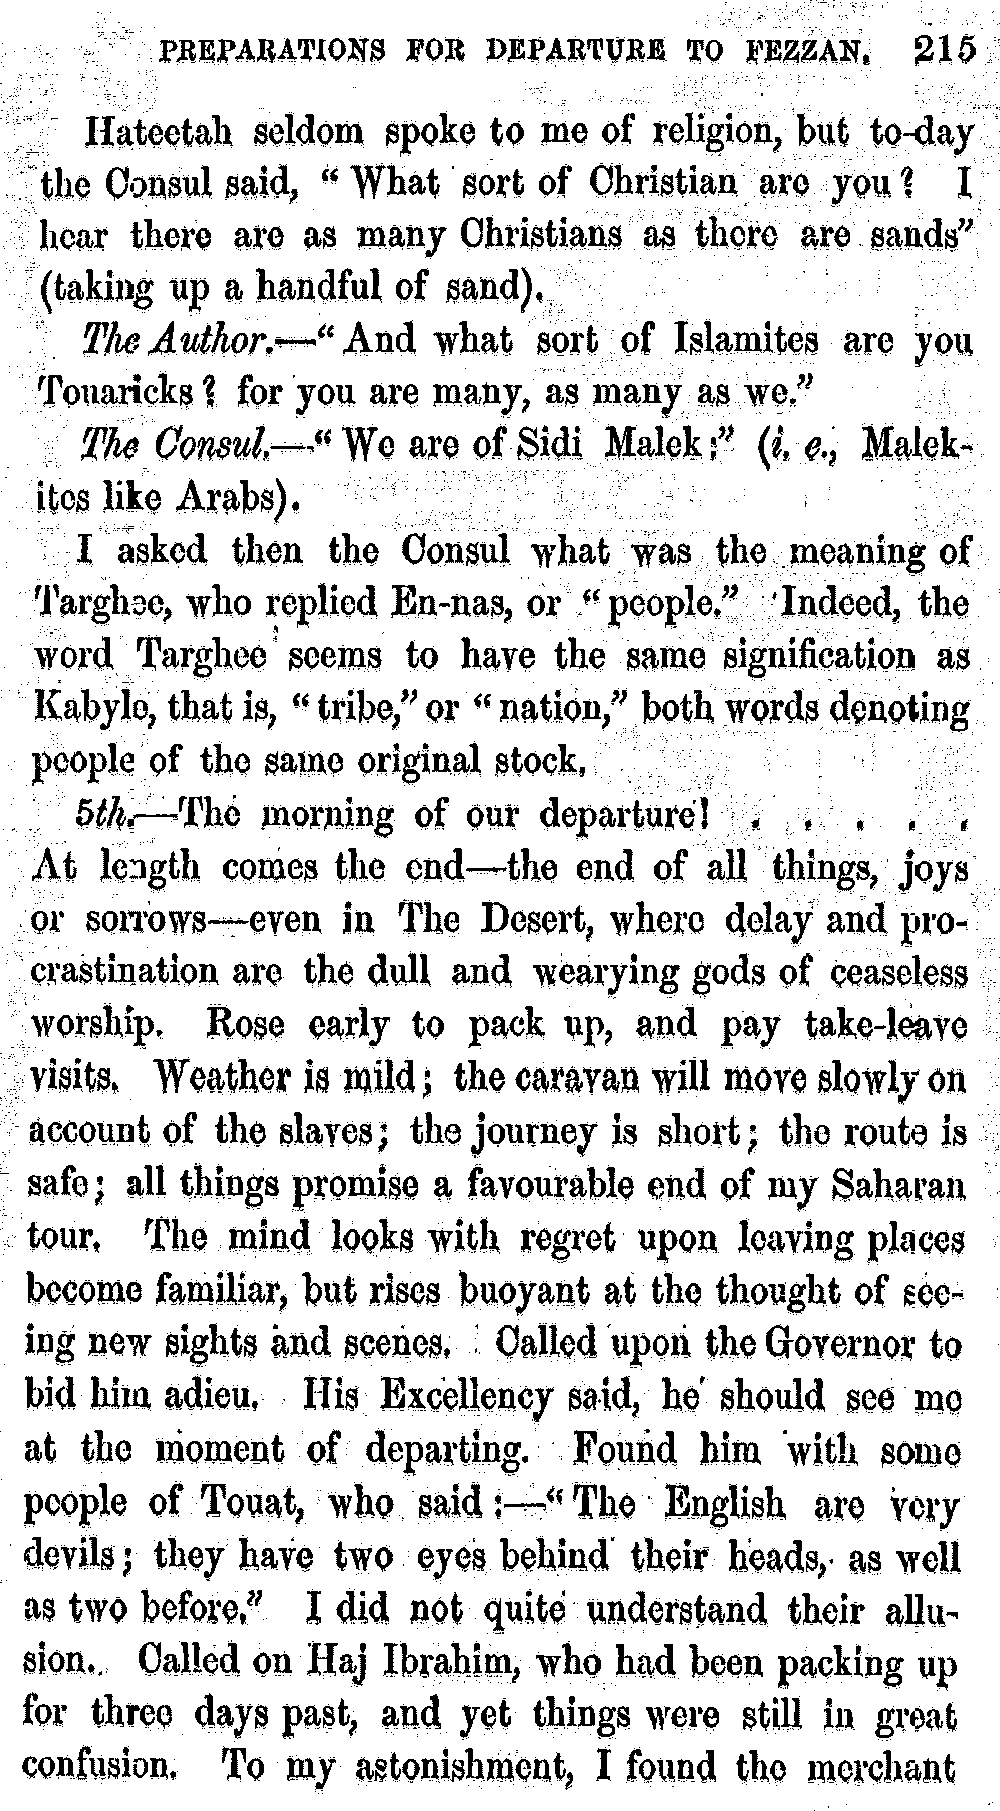 PREPARATIONS FOR DEPARTURE TO FEZZAN. 215
Hateetah seldom spoke to me of religion, but to-day
the Consul said, “ What sort of Christian are you ? I
hear there are as many Christians as there are sands”
(taking up a handful of sand).
The Author.—“ And what sort of Islamites are you
Touaricks ? for you are many, as many as we.”
The Consul.—“ We are of Sidi Malek :” (i. e., Malek-
ites like Arabs).
I asked then the Consul what was the meaning of
Targhee, who replied En-nas, or “ people.” Indeed, the
word Targhee seems to have the same signification as
Kabyle, that is, “ tribe,” or “ nation,” both words denoting
people of the same original stock.
5th.—The morning of our departure! . . . . .
At length comes the end—the end of all things, joys
or sorrows—even in The Desert, where delay and pro-
crastination are the dull and wearying gods of ceaseless
worship. Rose early to pack up, and pay take-leave
visits. Weather is mild ; the caravan will move slowly on
account of the slaves ; the journey is short ; the route is
safe ; all things promise a favourable end of my Saharan
tour. The mind looks with regret upon leaving places
become familiar, but rises buoyant at the thought of see-
ing new sights and scenes. Called upon the Governor to
bid him adieu. His Excellency said, he should see me
at the moment of departing. Found him with some
people of Touat, who said :—“ The English are very
devils ; they have two eyes behind their heads, as well
as two before.” I did not quite understand their allu-
sion. Called on Haj Ibrahim, who had been packing up
for three days past, and yet things were still in great
confusion. To my astonishment, I found the merchant